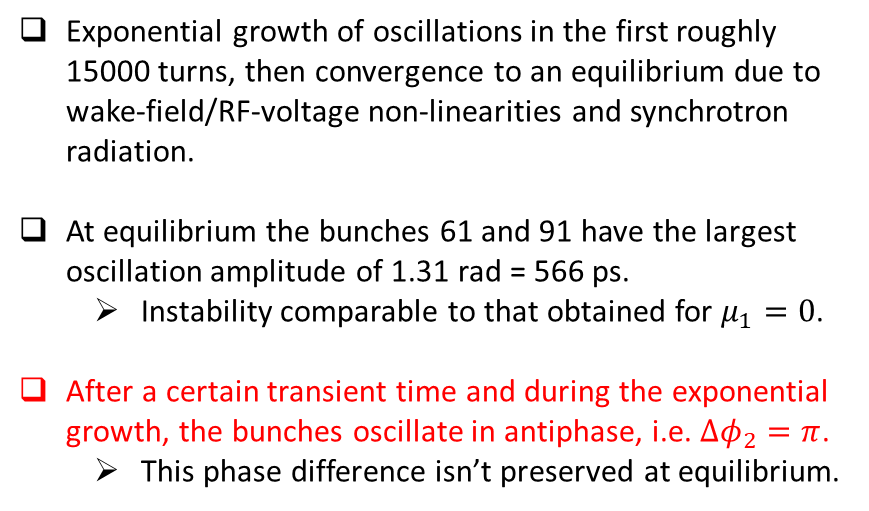 ❑ Exponential growth of oscillations in the first roughly
15000 turns, then convergence to an equilibrium due to
wake-field/RF-voltage non-linearities and synchrotron
radiation.
❑ At equilibrium the bunches 61 and 91 have the largest
oscillation amplitude of 1.31 rad = 566 ps.
➢ Instability comparable to that obtained for μ₁ = 0.
❑ After a certain transient time and during the exponential
growth, the bunches oscillate in antiphase, i.e. Δϕ₂ = π.
➢ This phase difference isn’t preserved at equilibrium.